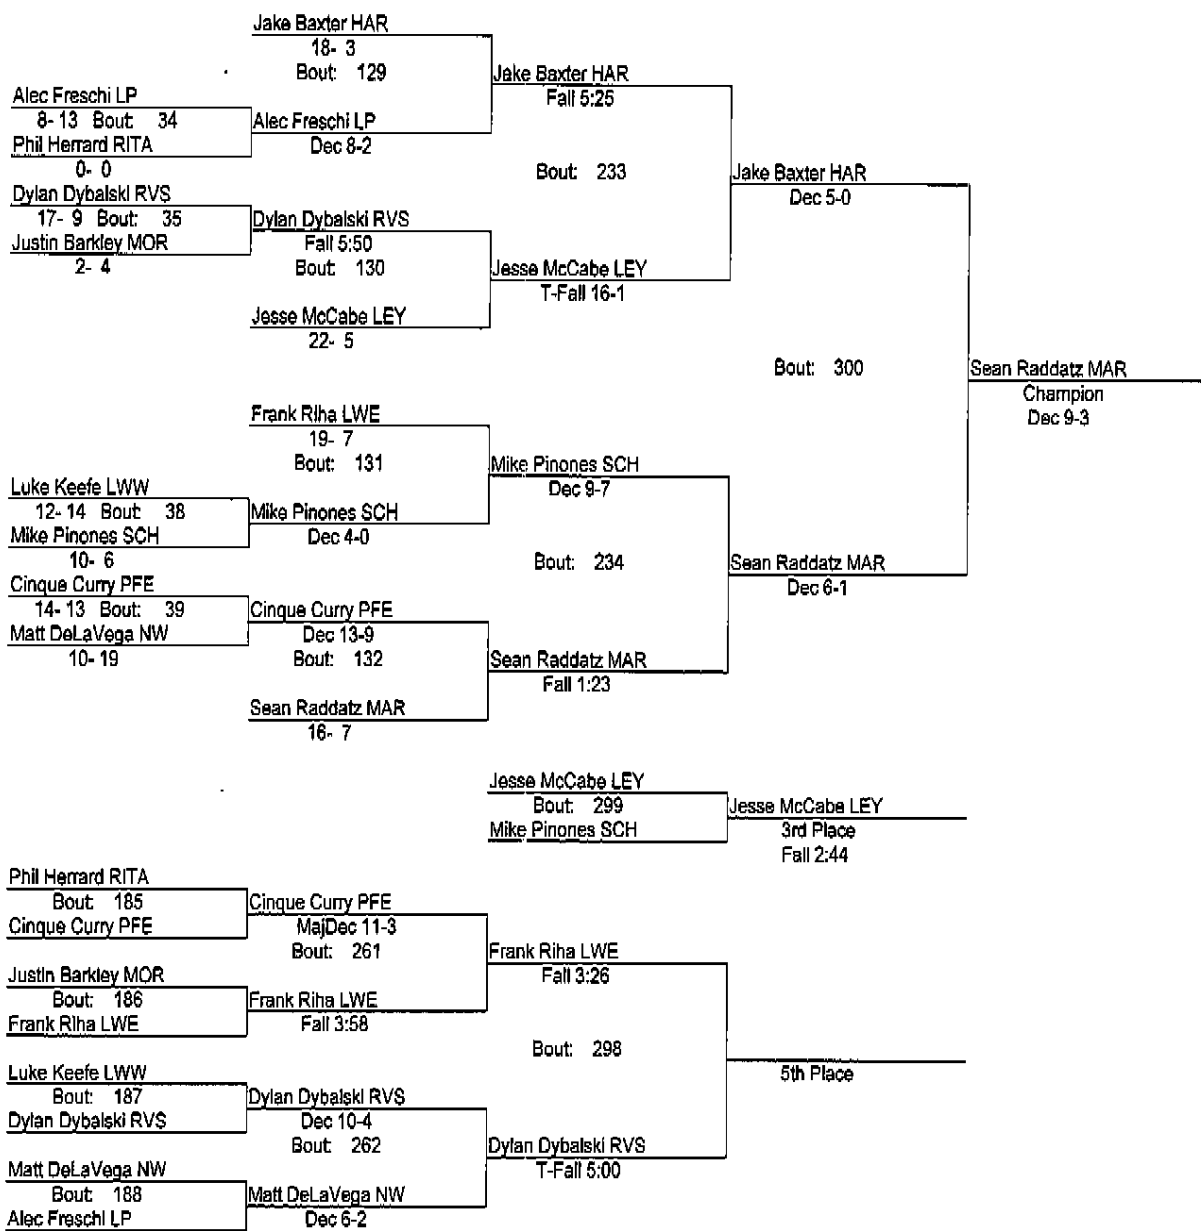 Jake Baxter HAR
18- 3
Bout: 129
Jake Baxter HAR
Fall 5:25
Alec Freschi LP
8- 13 Bout: 34
Alec Freschi LP
Dec 8-2
Phil Herrard RITA
0- 0
Bout: 233
Jake Baxter HAR
Dec 5-0
Dylan Dybalski RVS
17- 9 Bout: 35
Dylan Dybalski RVS
Fall 5:50
Justin Barkley MOR
2- 4
Bout: 130
Jesse McCabe LEY
T-Fall 16-1
Jesse McCabe LEY
22- 5
Bout: 300
Sean Raddatz MAR
Champion
Dec 9-3
Frank Riha LWE
19- 7
Bout: 131
Mike Pinones SCH
Dec 9-7
Luke Keefe LWW
12- 14 Bout: 38
Mike Pinones SCH
Dec 4-0
Mike Pinones SCH
10- 6
Bout: 234
Sean Raddatz MAR
Dec 6-1
Cinque Curry PFE
14- 13 Bout: 39
Cinque Curry PFE
Dec 13-9
Matt DeLaVega NW
10- 19
Bout: 132
Sean Raddatz MAR
Fall 1:23
Sean Raddatz MAR
16- 7
Jesse McCabe LEY
Bout: 299
Mike Pinones SCH
Jesse McCabe LEY
3rd Place
Fall 2:44
Phil Herrard RITA
Bout: 185
Cinque Curry PFE
Cinque Curry PFE
MajDec 11-3
Bout: 261
Frank Riha LWE
Fall 3:26
Justin Barkley MOR
Bout: 186
Frank Riha LWE
Frank Riha LWE
Fall 3:58
Bout: 298
5th Place
Luke Keefe LWW
Bout: 187
Dylan Dybalski RVS
Dylan Dybalski RVS
Dec 10-4
Bout: 262
Dylan Dybalski RVS
T-Fall 5:00
Matt DeLaVega NW
Bout: 188
Alec Freschi LP
Matt DeLaVega NW
Dec 6-2